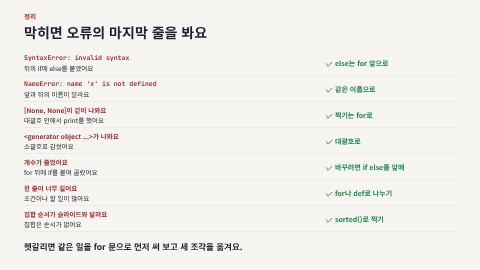 정리
막히면 오류의 마지막 줄을 봐요
SyntaxError: invalid syntax
뒤의 if에 else를 붙였어요
✓ else는 for 앞으로
NameError: name 'x' is not defined
앞과 뒤의 이름이 달라요
✓ 같은 이름으로
[None, None]이 같이 나와요
대괄호 안에서 print를 했어요
✓ 찍기는 for로
<generator object ...>가 나와요
소괄호로 감쌌어요
✓ 대괄호로
개수가 줄었어요
for 뒤에 if를 붙여 골랐어요
✓ 바꾸려면 if else를 앞에
한 줄이 너무 길어요
조건이나 할 일이 많아요
✓ for나 def로 나누기
집합 순서가 슬라이드와 달라요
집합은 순서가 없어요
✓ sorted()로 찍기
헷갈리면 같은 일을 for 문으로 먼저 써 보고 세 조각을 옮겨요.